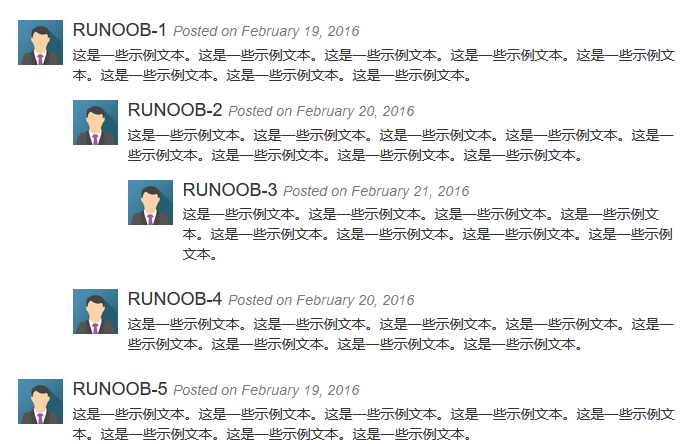 RUNOOB-1 Posted on February 19, 2016
这是一些示例文本。这是一些示例文本。这是一些示例文本。这是一些示例文本。这是一些示例文
本。这是一些示例文本。这是一些示例文本。这是一些示例文本。
RUNOOB-2 Posted on February 20, 2016
这是一些示例文本。这是一些示例文本。这是一些示例文本。这是一些示例文本。这是一
些示例文本。这是一些示例文本。这是一些示例文本。这是一些示例文本。
RUNOOB-3 Posted on February 21, 2016
这是一些示例文本。这是一些示例文本。这是一些示例文本。这是一些示例文
本。这是一些示例文本。这是一些示例文本。这是一些示例文本。这是一些示例
文本。
RUNOOB-4 Posted on February 20, 2016
这是一些示例文本。这是一些示例文本。这是一些示例文本。这是一些示例文本。这是一
些示例文本。这是一些示例文本。这是一些示例文本。这是一些示例文本。
RUNOOB-5 Posted on February 19, 2016
这是一些示例文本。这是一些示例文本。这是一些示例文本。这是一些示例文本。这是一些示例文
本。这是一些示例文本。这是一些示例文本。这是一些示例文本。